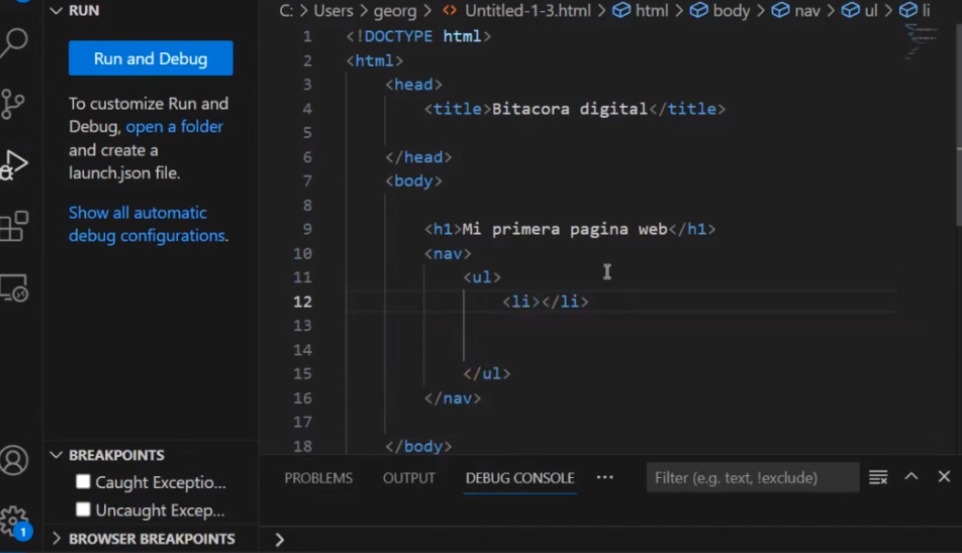 RUN
Run and Debug
To customize Run and
Debug, open a folder
and create a
launch.json file.
Show all automatic
debug configurations.
BREAKPOINTS
Caught Exceptio...
Uncaught Excep...
BROWSER BREAKPOINTS
1
C: > Users > georg > <> Untitled-1-3.html > html > body > nav > ul > li
1 <!DOCTYPE html>
2 <html>
3 <head>
4 <title>Bitacora digital</title>
5
6 </head>
7 <body>
8
9 <h1>Mi primera pagina web</h1>
10 <nav>
11 <ul>
12 <li></li>
13
14
15 </ul>
16 </nav>
17
18 </body>
PROBLEMS OUTPUT DEBUG CONSOLE ... Filter (e.g. text, !exclude)
>